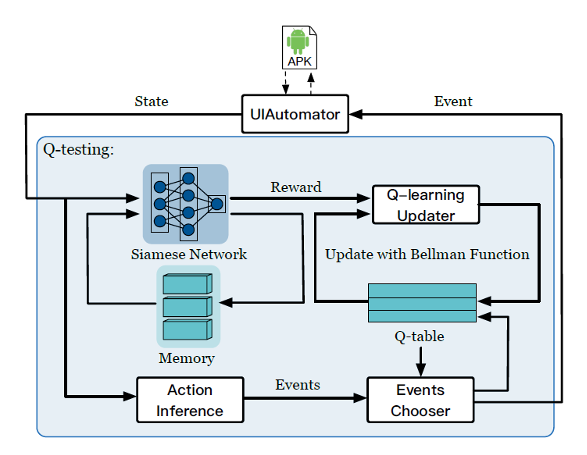 APK
State
UIAutomator
Event
Q-testing:
Reward
Q-learning
Updater
Siamese Network
Update with Bellman Function
Q-table
Memory
Action
Inference
Events
Events
Chooser